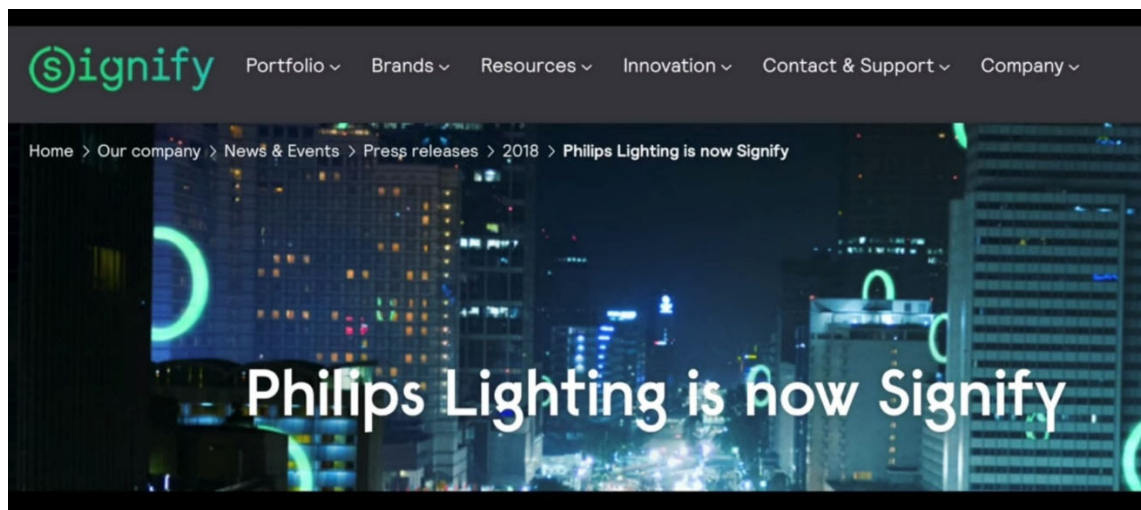 Signify
Portfolio Brands Resources Innovation Contact & Support Company
Home > Our company > News & Events > Press releases > 2018 > Philips Lighting is now Signify
Philips Lighting is now Signify